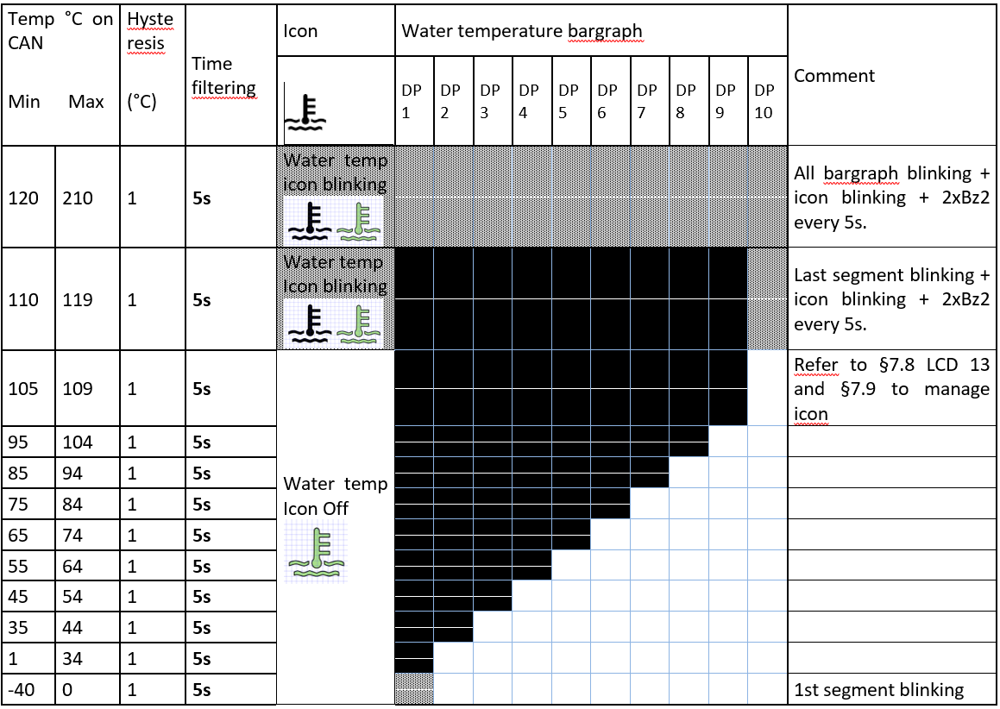 Temp °C on CAN
Min Max
Hyste
resis
(°C)
Time
filtering
Icon
Water temperature bargraph
DP 1
DP 2
DP 3
DP 4
DP 5
DP 6
DP 7
DP 8
DP 9
DP 10
Comment
120 210 1 5s
Water temp
icon blinking
All bargraph blinking +
icon blinking + 2xBz2
every 5s.
110 119 1 5s
Water temp
Icon blinking
Last segment blinking +
icon blinking + 2xBz2
every 5s.
105 109 1 5s
Refer to §7.8 LCD 13
and §7.9 to manage
icon
95 104 1 5s
85 94 1 5s
Water temp
Icon Off
75 84 1 5s
65 74 1 5s
55 64 1 5s
45 54 1 5s
35 44 1 5s
1 34 1 5s
-40 0 1 5s 1st segment blinking